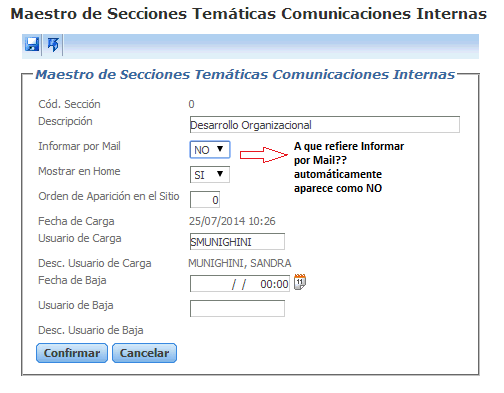 Maestro de Secciones Temáticas Comunicaciones Internas
Maestro de Secciones Temáticas Comunicaciones Internas
Cód. Sección 0
Descripción Desarrollo Organizacional
Informar por Mail NO
A que refiere Informar
por Mail??
automáticamente
aparece como NO
Mostrar en Home SI
Orden de Aparición en el Sitio 0
Fecha de Carga 25/07/2014 10:26
Usuario de Carga SMUNIGHINI
Desc. Usuario de Carga MUNIGHINI, SANDRA
Fecha de Baja / / 00:00 11
Usuario de Baja
Desc. Usuario de Baja
Confirmar Cancelar